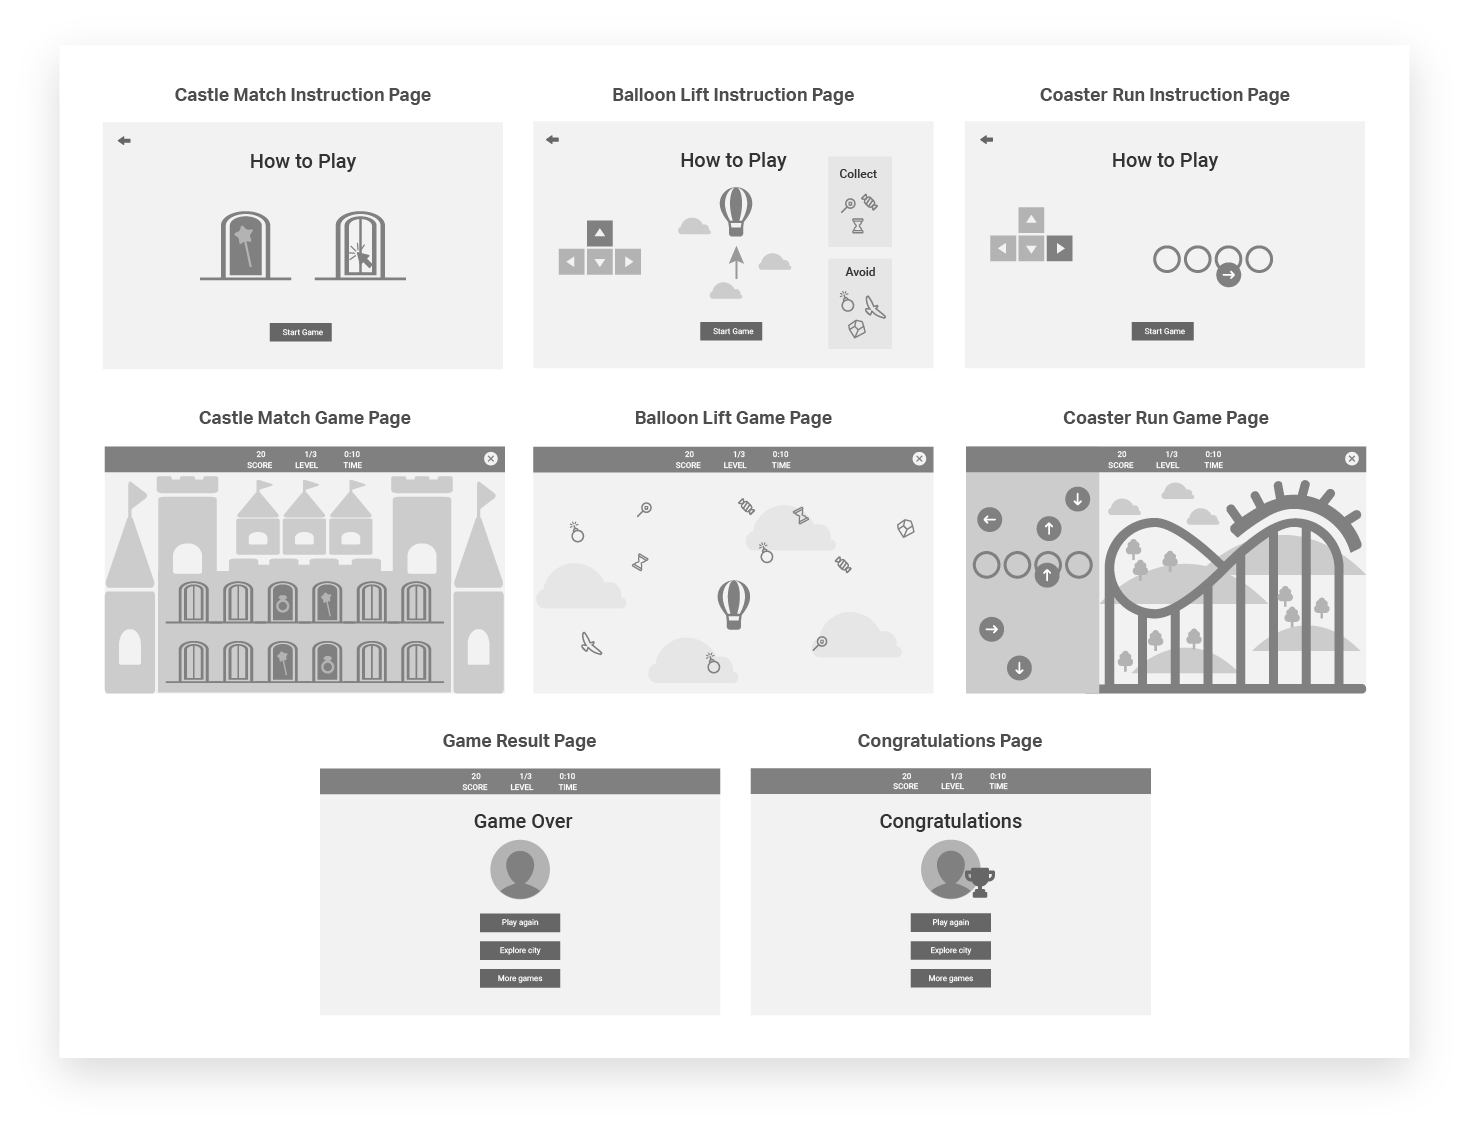 Castle Match Instruction Page
Balloon Lift Instruction Page
Coaster Run Instruction Page
How to Play
Start Game
How to Play
Collect
Avoid
Start Game
How to Play
Start Game
Castle Match Game Page
Balloon Lift Game Page
Coaster Run Game Page
20 1/3 0:10
SCORE LEVEL TIME
20 1/3 0:10
SCORE LEVEL TIME
20 1/3 0:10
SCORE LEVEL TIME
Game Result Page
Congratulations Page
20 1/3 0:10
SCORE LEVEL TIME
Game Over
Play again
Explore city
More games
20 1/3 0:10
SCORE LEVEL TIME
Congratulations
Play again
Explore city
More games